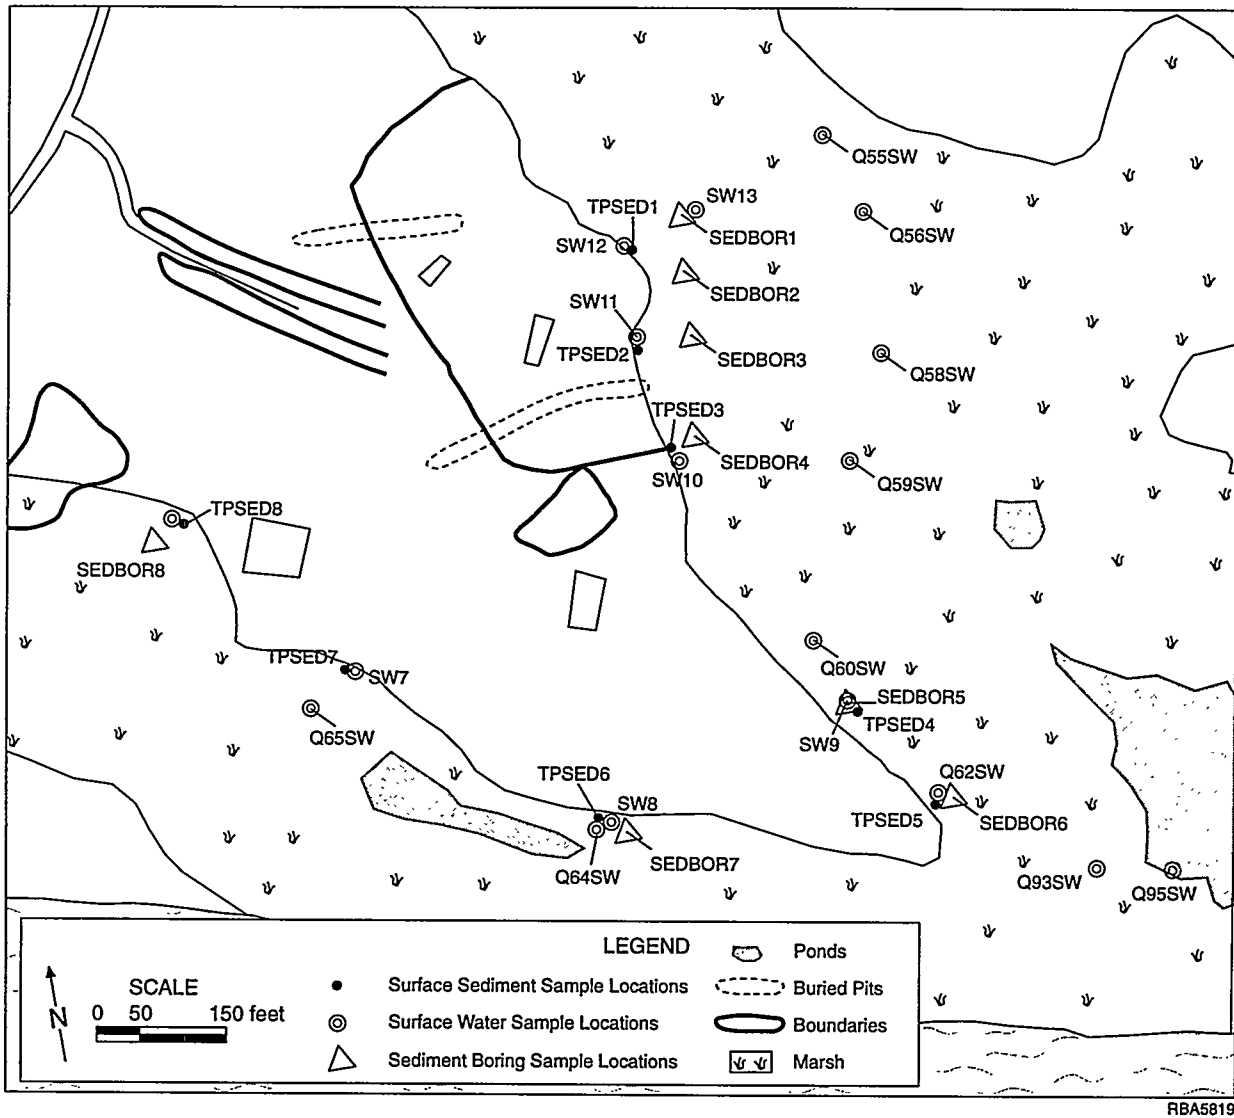 Q55SW
SW13
TPSED1
SEDBOR1
Q56SW
SW12
SEDBOR2
SW11
TPSED2
SEDBOR3
Q58SW
TPSED3
SEDBOR4
SW10
Q59SW
TPSED8
SEDBOR8
TPSED7
SW7
Q60SW
SEDBOR5
TPSED4
SW9
Q65SW
TPSED6
SW8
Q62SW
TPSED5
SEDBOR6
SEDBOR7
Q64SW
Q93SW
Q95SW
LEGEND
N
SCALE
0 50 150 feet
Surface Sediment Sample Locations
Surface Water Sample Locations
Sediment Boring Sample Locations
Ponds
Buried Pits
Boundaries
Marsh
RBA5819